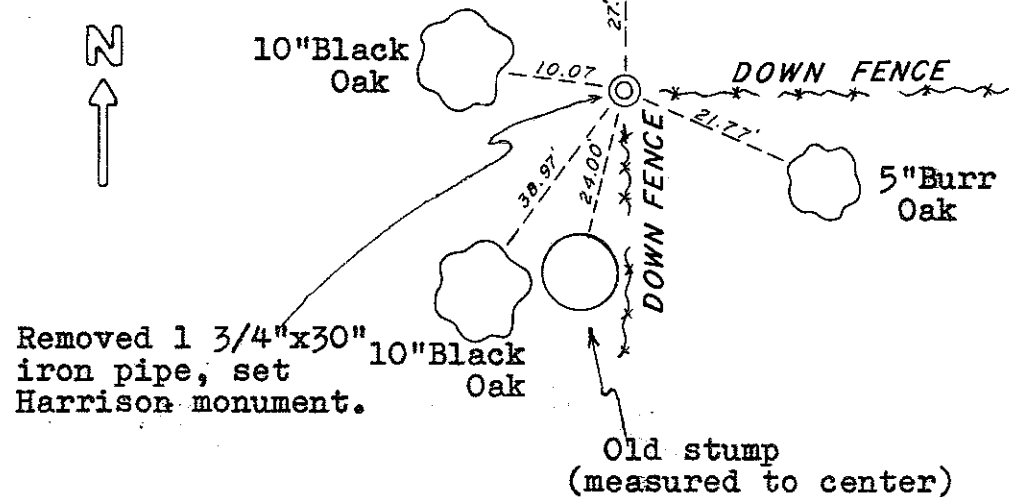 N
10"Black
Oak
10.07
DOWN FENCE
21.77'
5"Burr
Oak
38.97'
24.00'
DOWN FENCE
Removed 1 3/4"x30"
iron pipe, set
Harrison monument.
10"Black
Oak
Old stump
(measured to center)